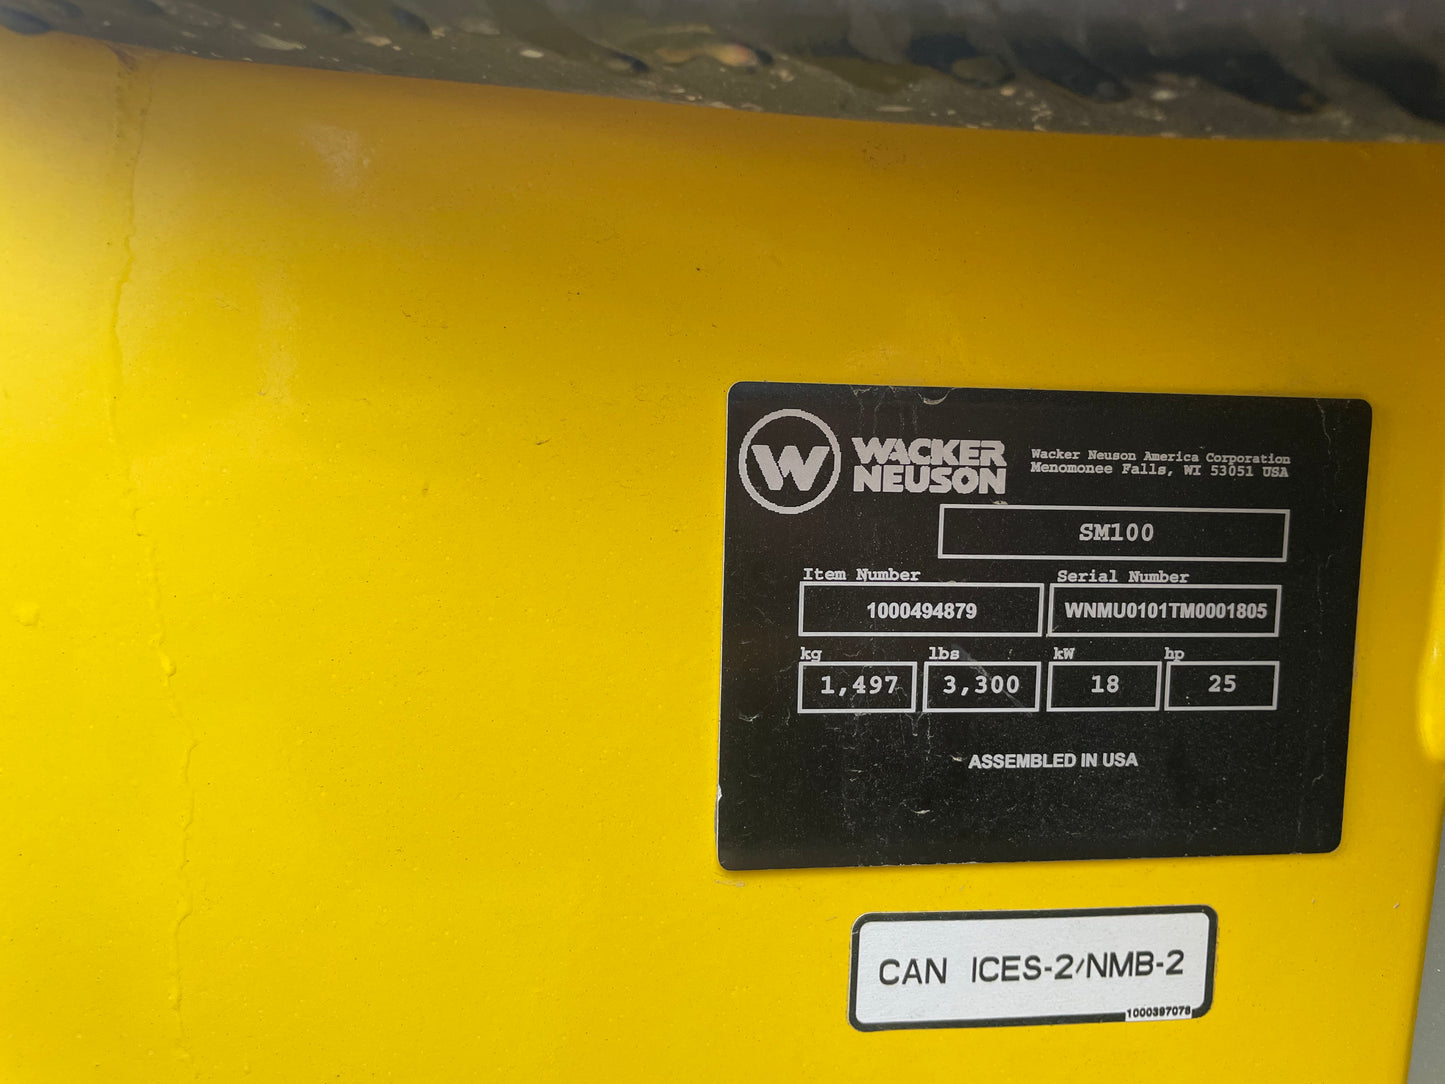 W WACKER
NEUSON
Wacker Neuson America Corporation
Menomonee Falls, WI 53051 USA
SM100
Item Number
Serial Number
1000494879
WNMU0101TM0001805
kg
lbs
kW
hp
1,497
3,300
18
25
ASSEMBLED IN USA
CAN ICES-2/NMB-2
1000397078